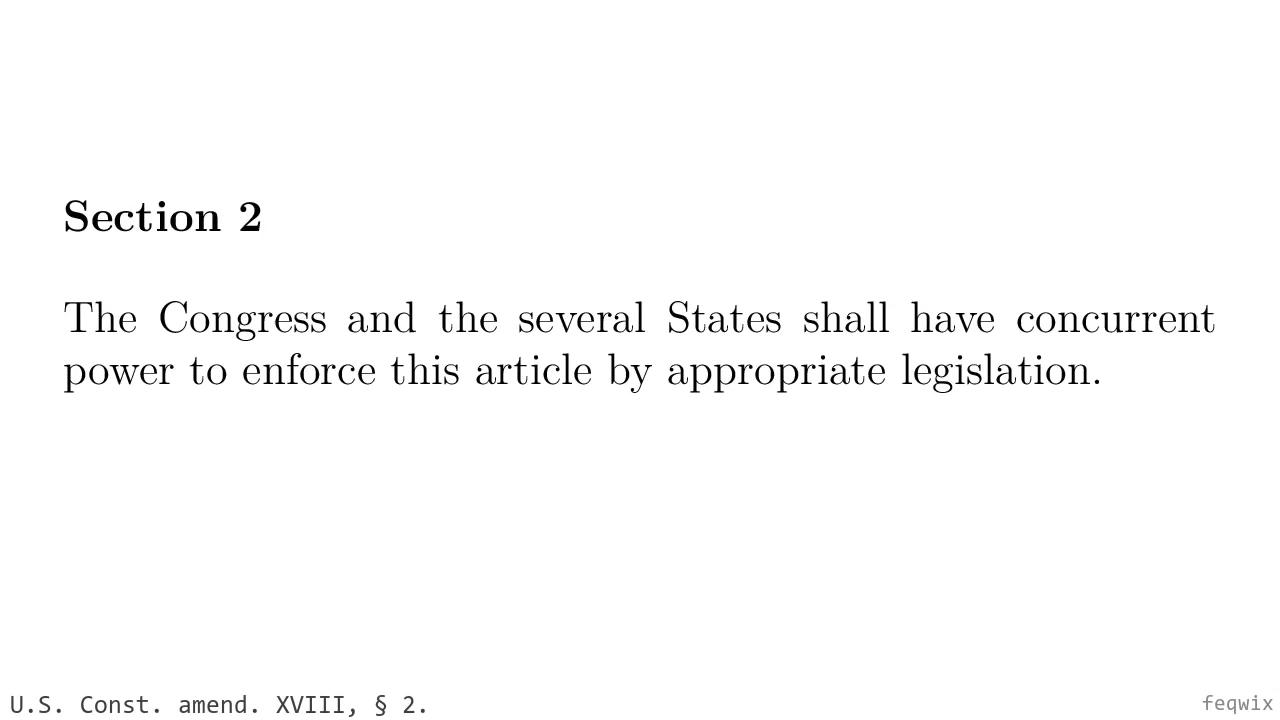 Section 2
The Congress and the several States shall have concurrent
power to enforce this article by appropriate legislation.
U.S. Const. amend. XVIII, § 2.
feqwix